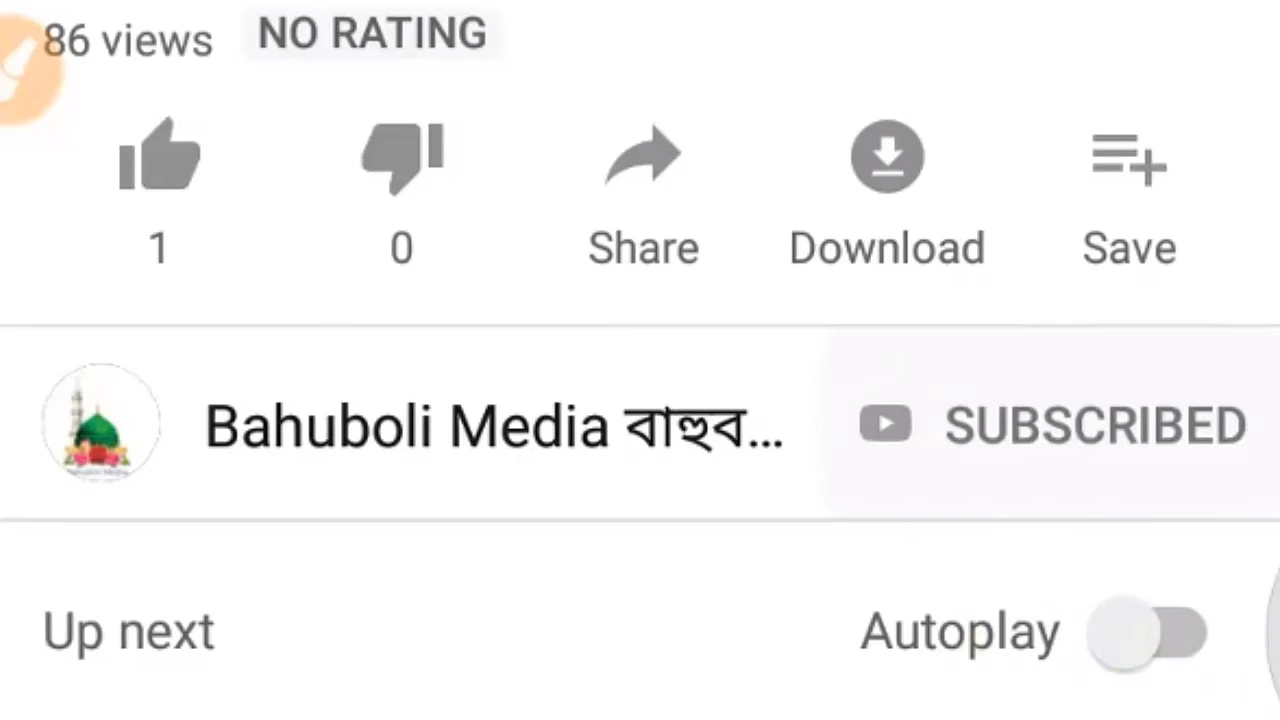 86 views NO RATING
1 0 Share Download Save
Bahuboli Media বাহুব... SUBSCRIBED
Up next Autoplay